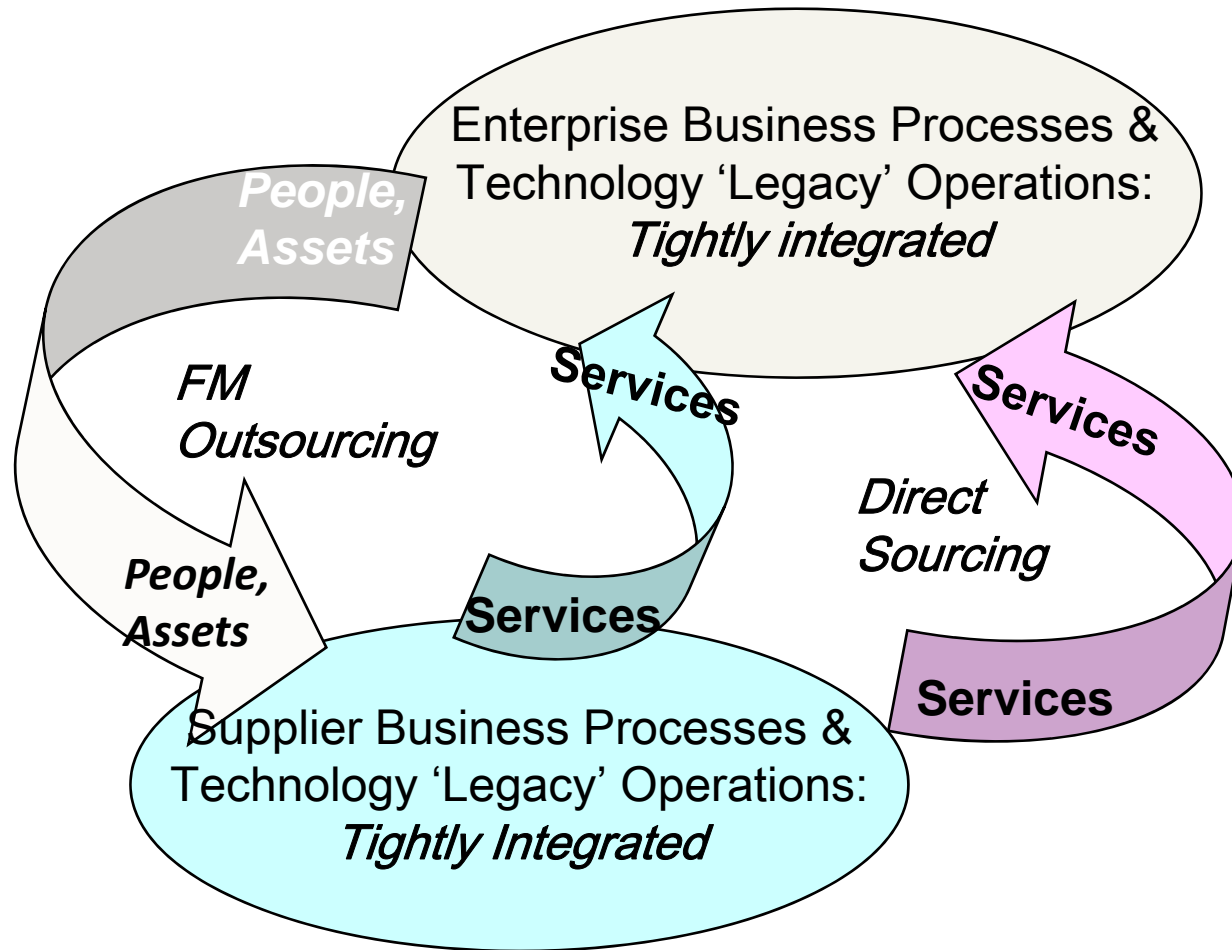 Enterprise Business Processes &
Technology ‘Legacy’ Operations:
Tightly integrated
People,
Assets
FM
Outsourcing
Services
Services
Direct
Sourcing
People,
Assets
Services
Services
Supplier Business Processes &
Technology ‘Legacy’ Operations:
Tightly Integrated